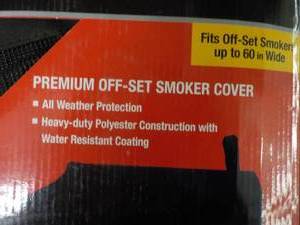 Fits Off-Set Smokers
up to 60 in Wide
PREMIUM OFF-SET SMOKER COVER
▪ All Weather Protection
▪ Heavy-duty Polyester Construction with
Water Resistant Coating